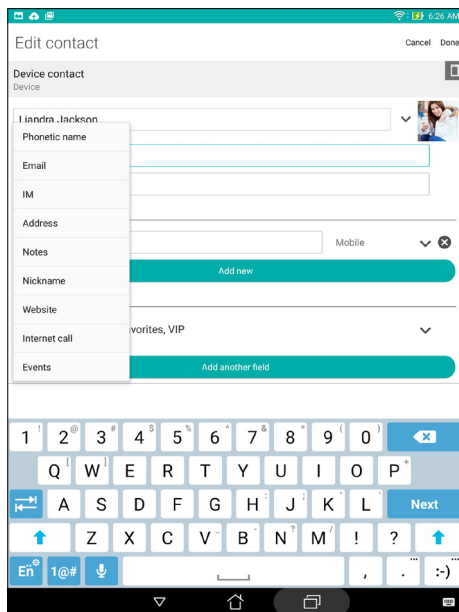 6:26 AM
Edit contact
Cancel Done
Device contact
Device
Liandra Jackson
Phonetic name
Email
IM
Address
Notes
Mobile
Add new
Nickname
Website
vorites, VIP
Internet call
Events
Add another field
1 ! 2 @ 3 # 4 $ 5 % 6 ^ 7 & 8 * 9 ( 0 )
Q [ W ] E R T Y U I O P +
A S D F G H : J ; K ' L " Next
Z X C V - B N ? M / ! ?
En 1@# , . ... :-) ...